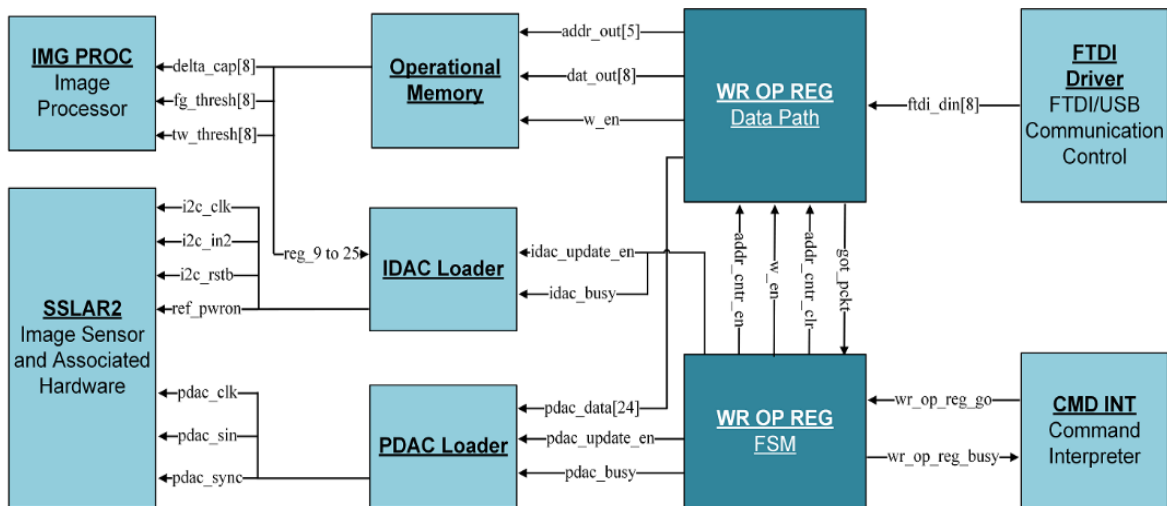 IMG PROC
Image
Processor
delta_cap[8]
fg_thresh[8]
tw_thresh[8]
Operational
Memory
addr_out[5]
dat_out[8]
w_en
WR OP REG
Data Path
ftdi_din[8]
FTDI
Driver
FTDI/USB
Communication
Control
SSLAR2
Image Sensor
and Associated
Hardware
i2c_clk
i2c_in2
i2c_rstb
ref_pwron
reg_9 to 25
IDAC Loader
idac_update_en
idac_busy
addr_cntr_en
w_en
addr_cntr_clr
got_pckt
pdac_clk
pdac_sin
pdac_sync
PDAC Loader
pdac_data[24]
pdac_update_en
pdac_busy
WR OP REG
FSM
wr_op_reg_go
wr_op_reg_busy
CMD INT
Command
Interpreter